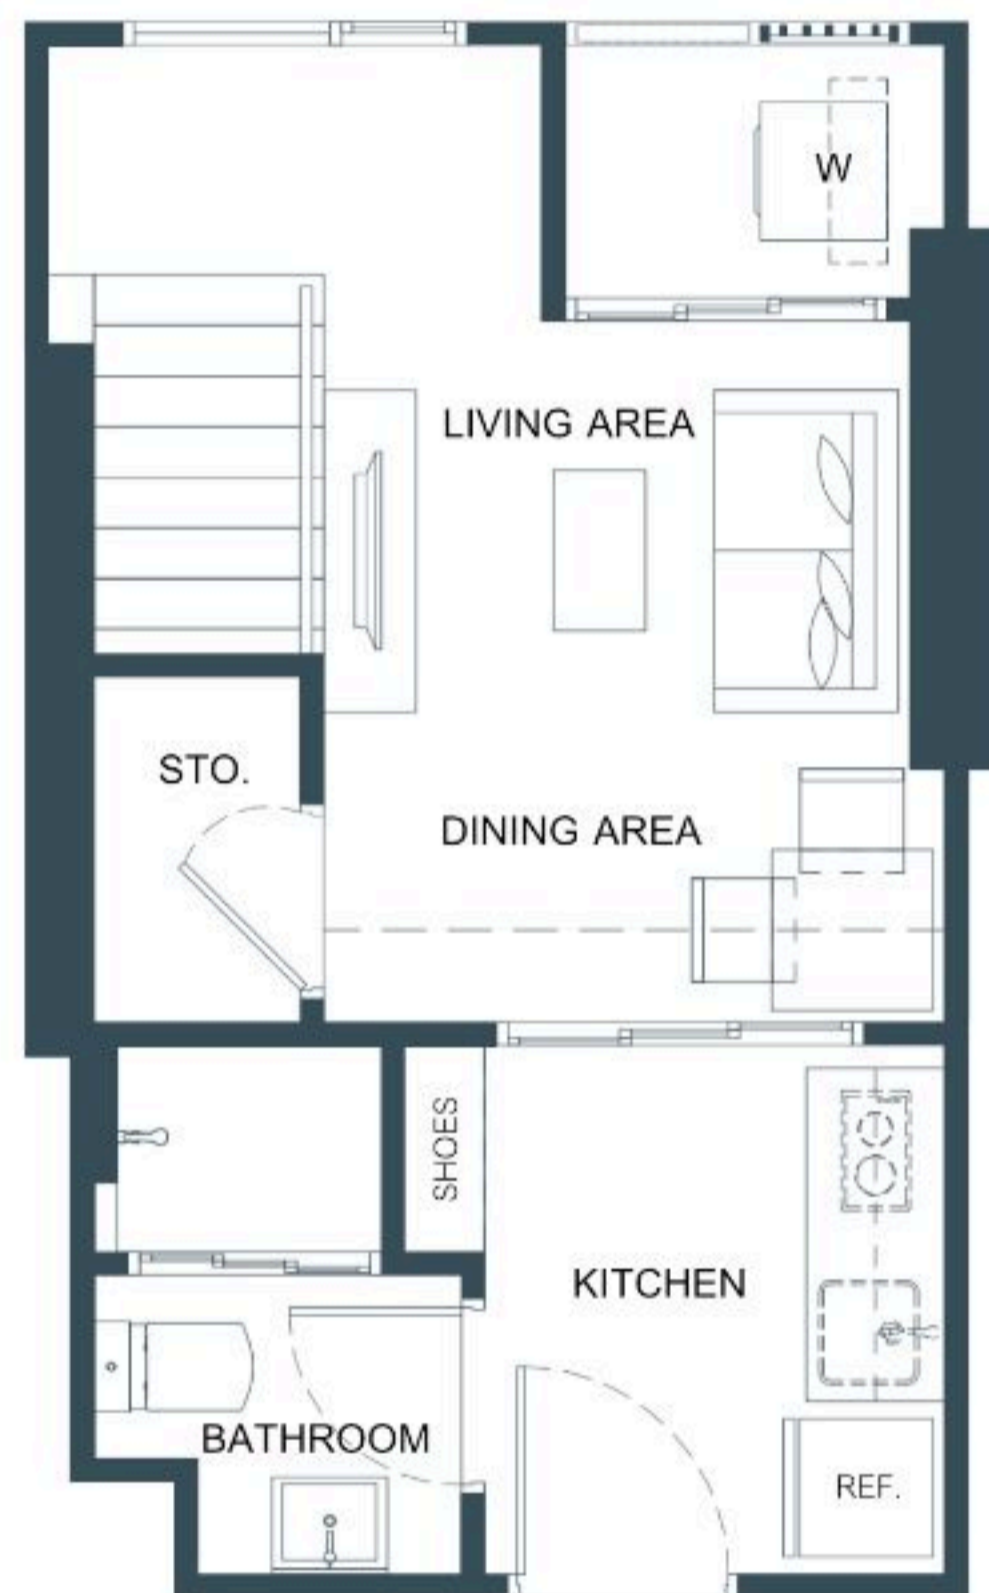 W
LIVING AREA
STO.
DINING AREA
SHOES
KITCHEN
BATHROOM
REF.